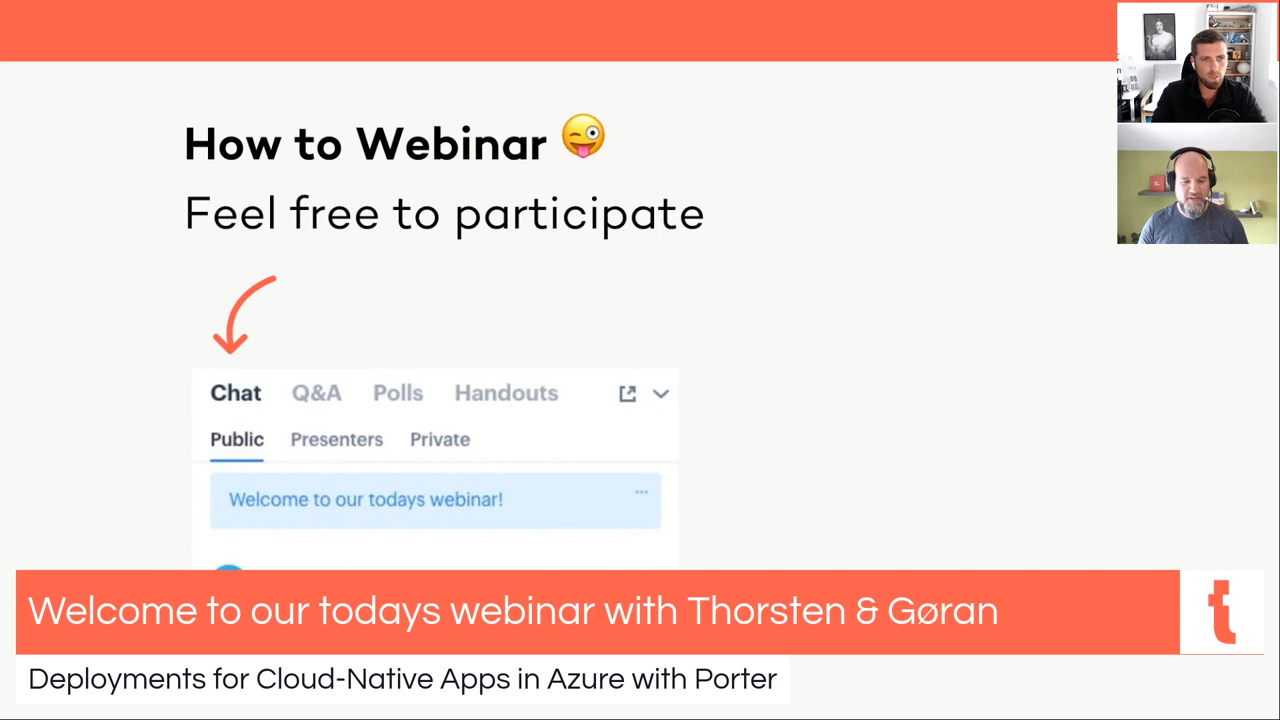 How to Webinar 😜
Feel free to participate
Chat Q&A Polls Handouts
Public Presenters Private
Welcome to our todays webinar!
Welcome to our todays webinar with Thorsten & Gøran
t
Deployments for Cloud-Native Apps in Azure with Porter